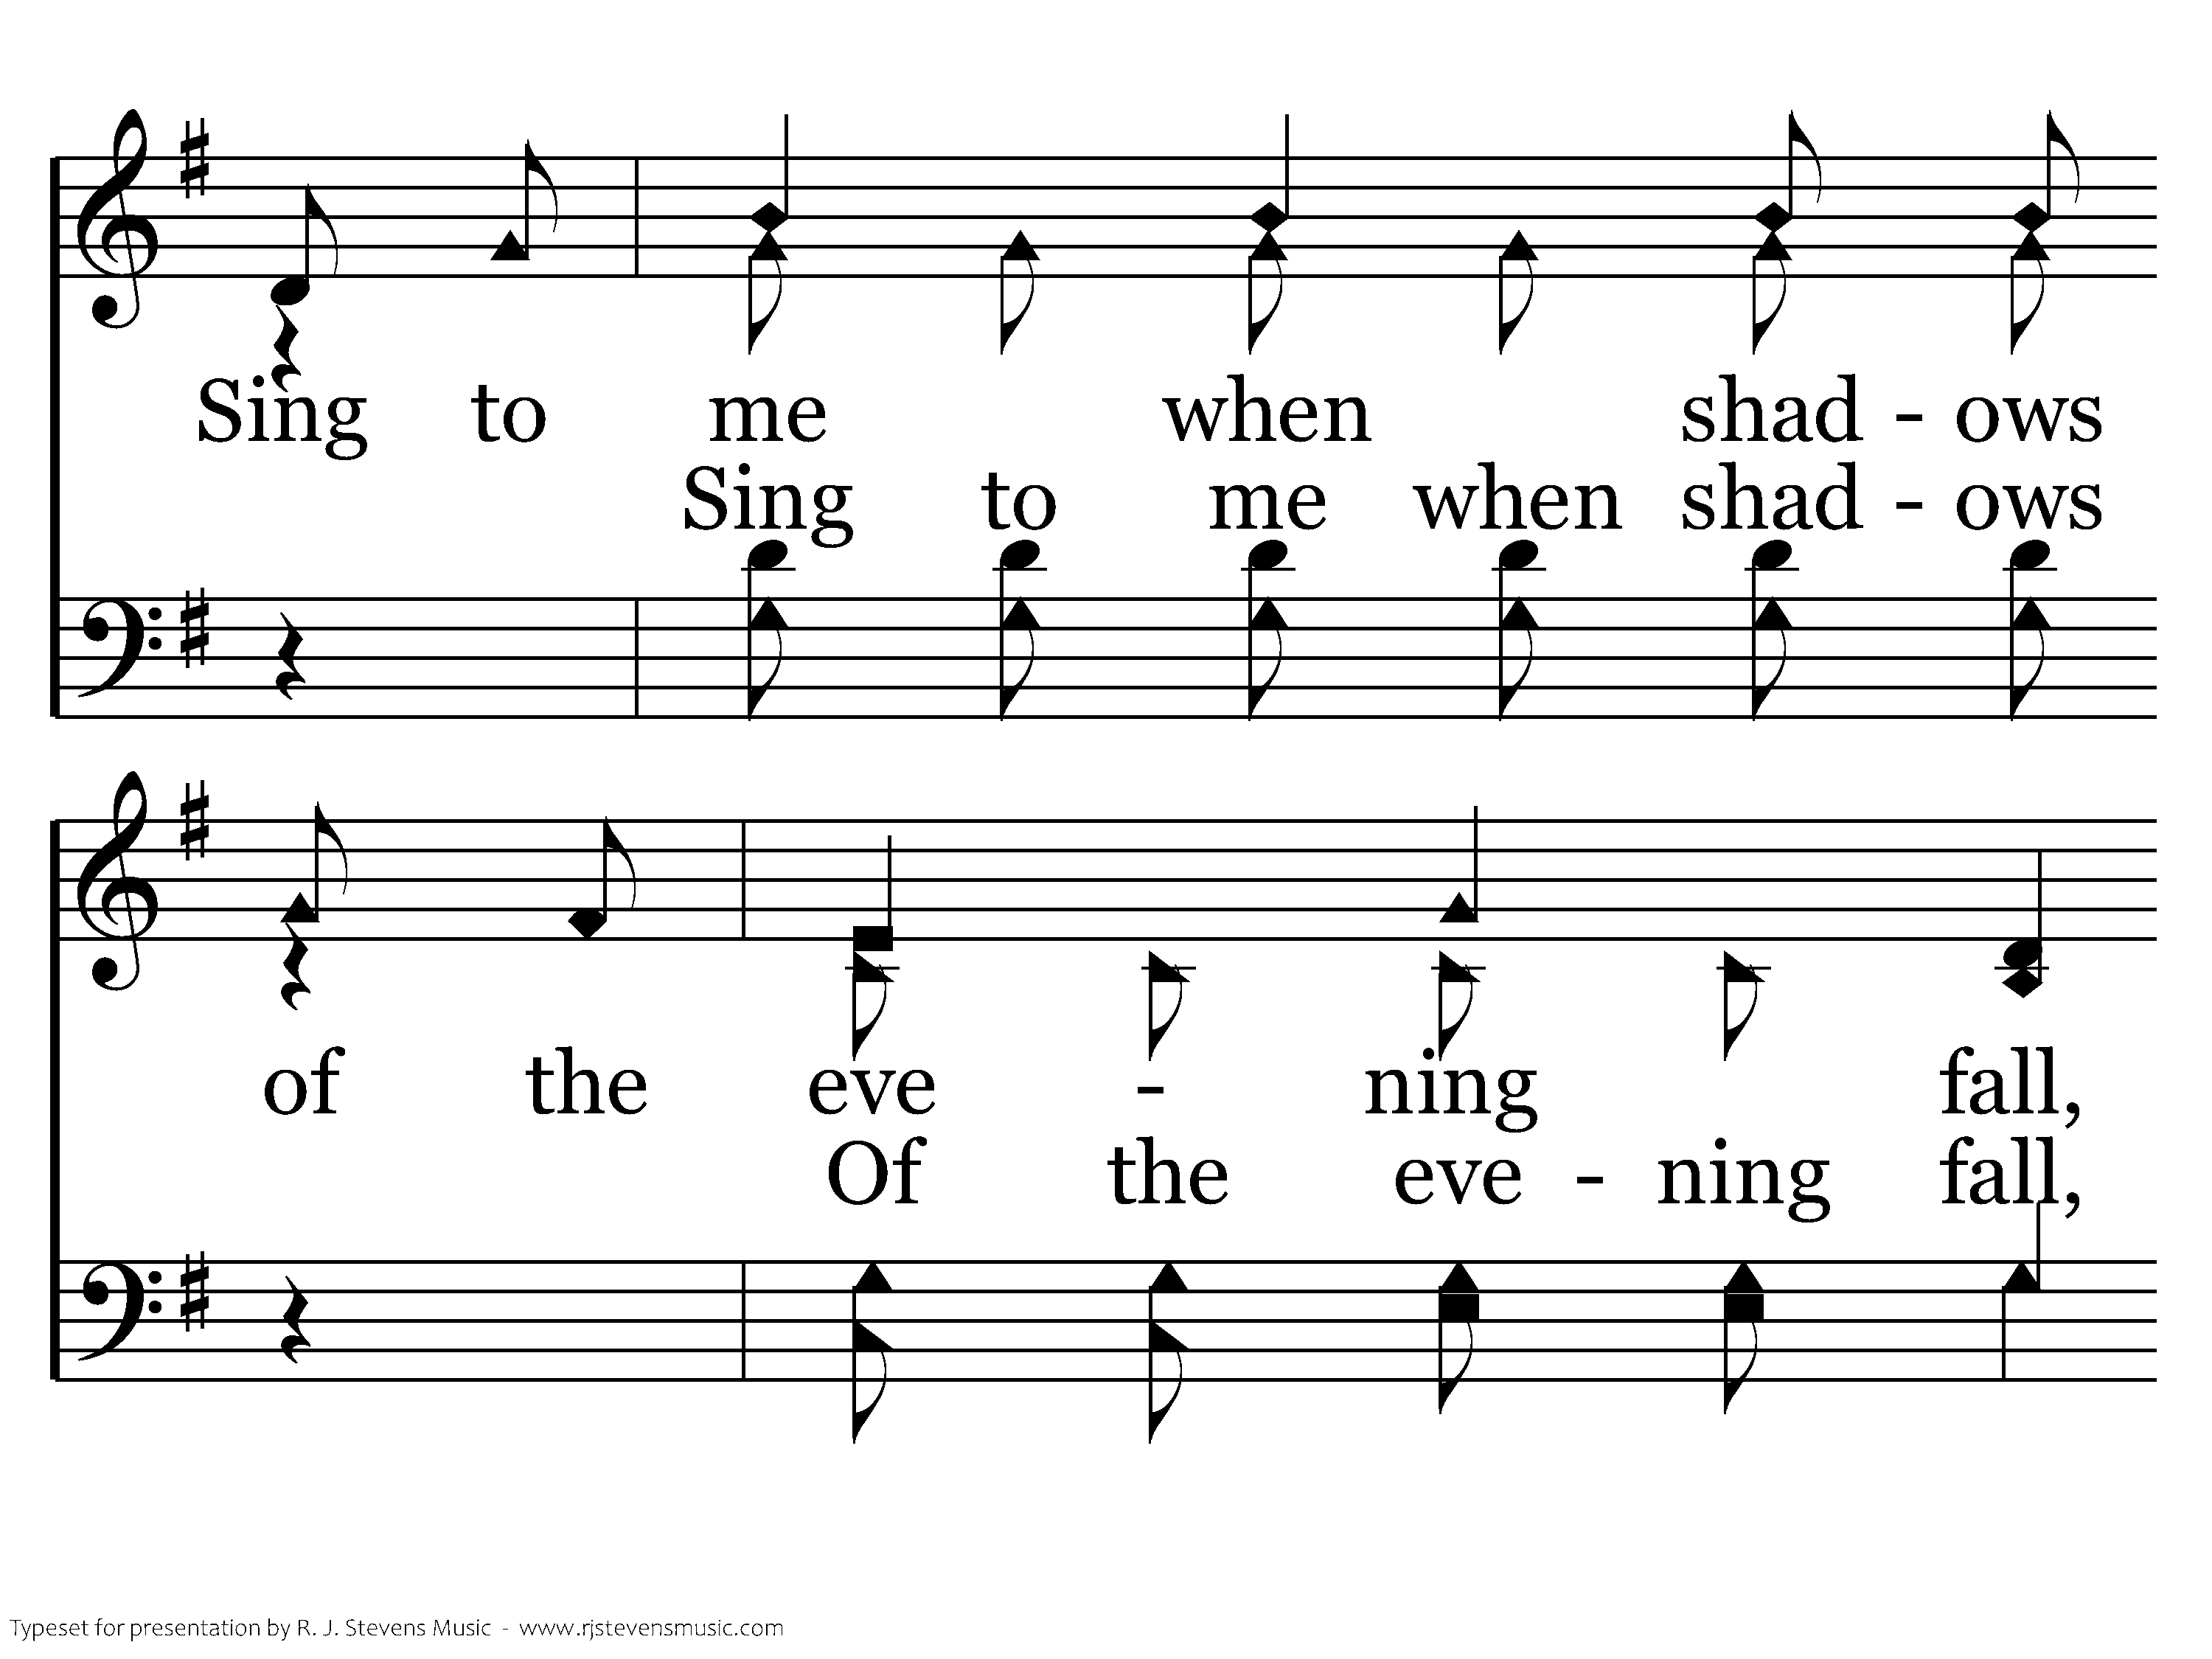 Sing to me when shad - ows
Sing to me when shad - ows
of the eve - ning fall,
Of the eve - ning fall,
Typeset for presentation by R. J. Stevens Music - www.rjstevensmusic.com